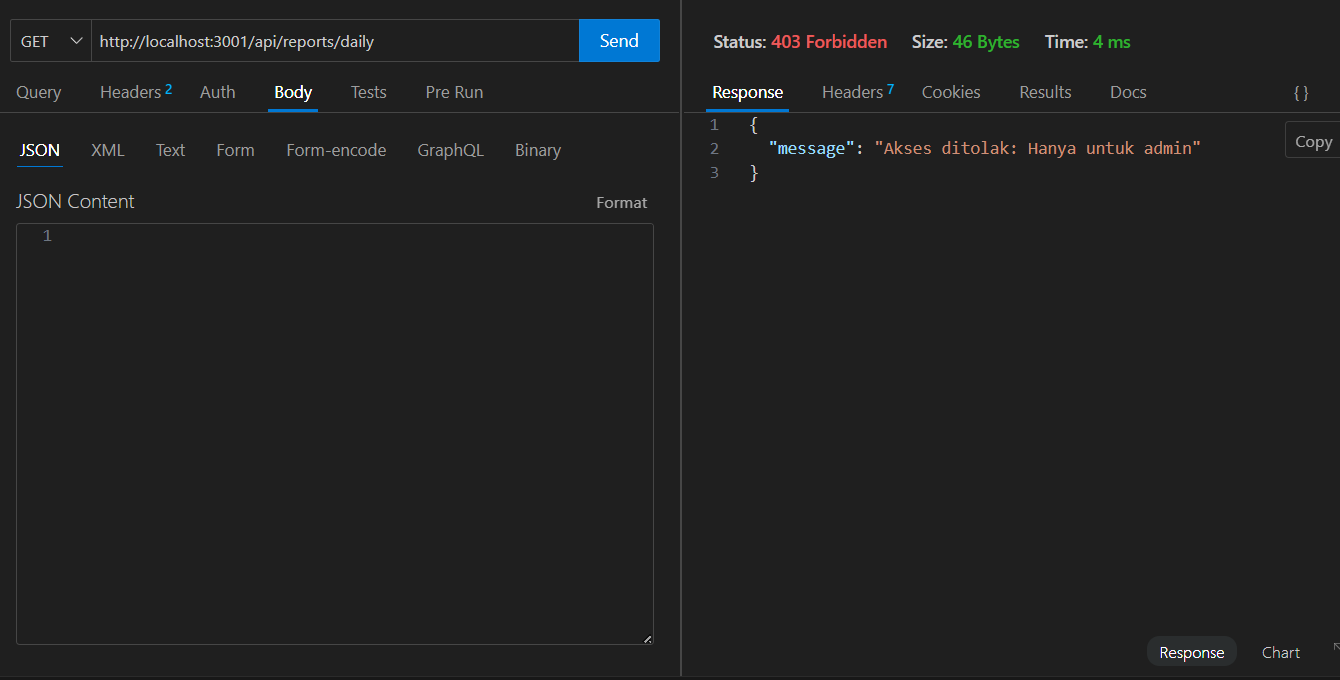 GET http://localhost:3001/api/reports/daily Send
Query Headers 2 Auth Body Tests Pre Run
JSON XML Text Form Form-encode GraphQL Binary
JSON Content Format
1
Status: 403 Forbidden Size: 46 Bytes Time: 4 ms
Response Headers 7 Cookies Results Docs { }
1 {
2 "message": "Akses ditolak: Hanya untuk admin"
3 }
Copy
Response Chart